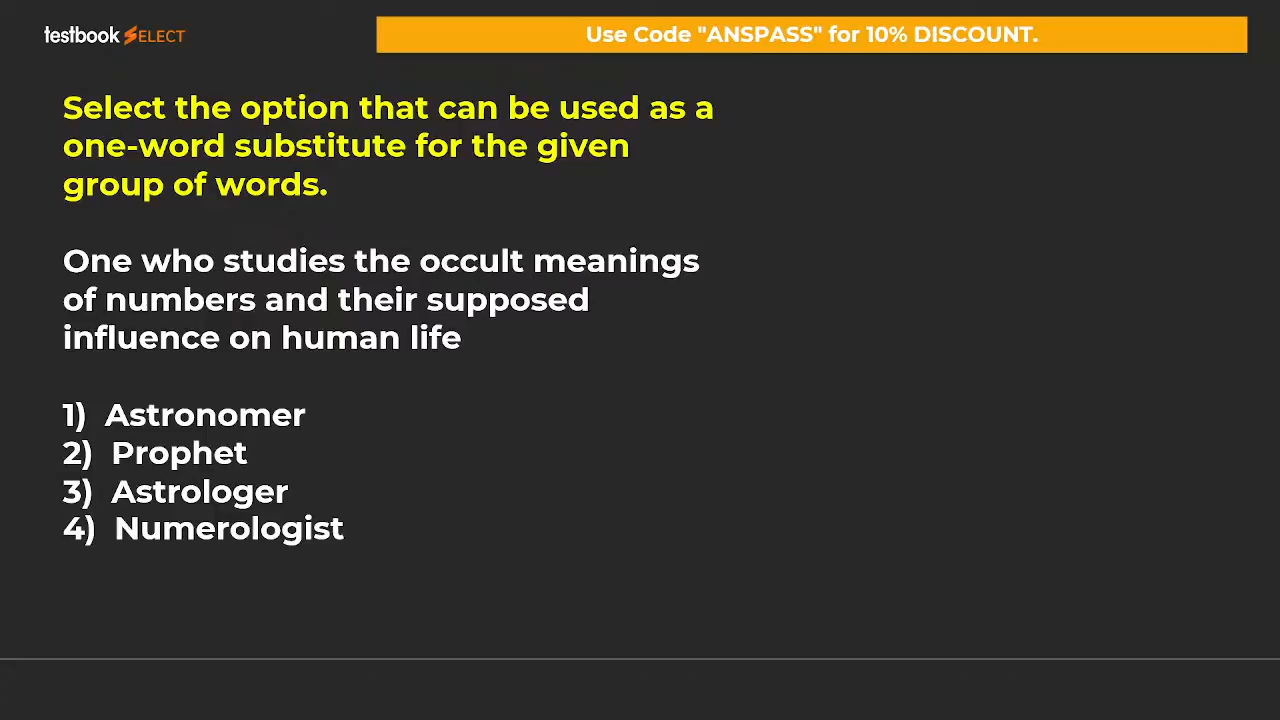 testbook SELECT
Use Code "ANSPASS" for 10% DISCOUNT.
Select the option that can be used as a
one-word substitute for the given
group of words.
One who studies the occult meanings
of numbers and their supposed
influence on human life
1) Astronomer
2) Prophet
3) Astrologer
4) Numerologist